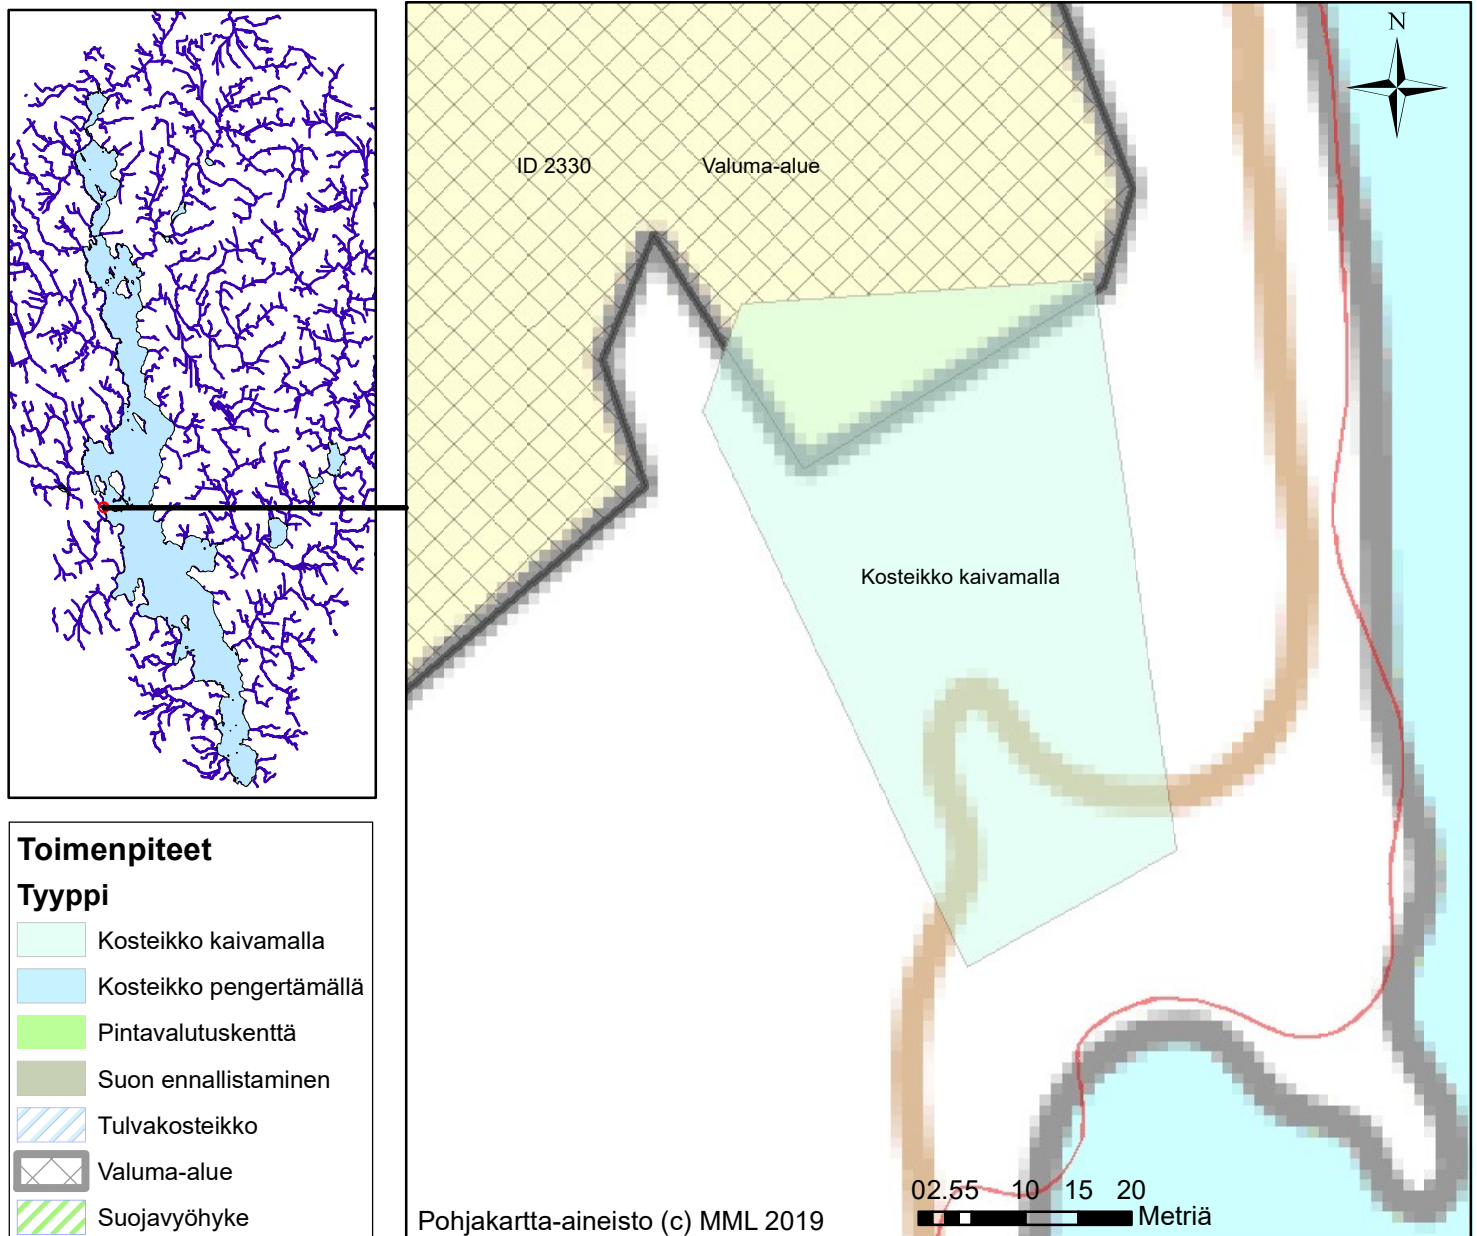 N
ID 2330 Valuma-alue
Kosteikko kaivamalla
Toimenpiteet
Tyyppi
Kosteikko kaivamalla
Kosteikko pengertämällä
Pintavalutuskenttä
Suon ennallistaminen
Tulvakosteikko
Valuma-alue
Suojavyöhyke
02.55 10 15 20
Metriä
Pohjakartta-aineisto (c) MML 2019